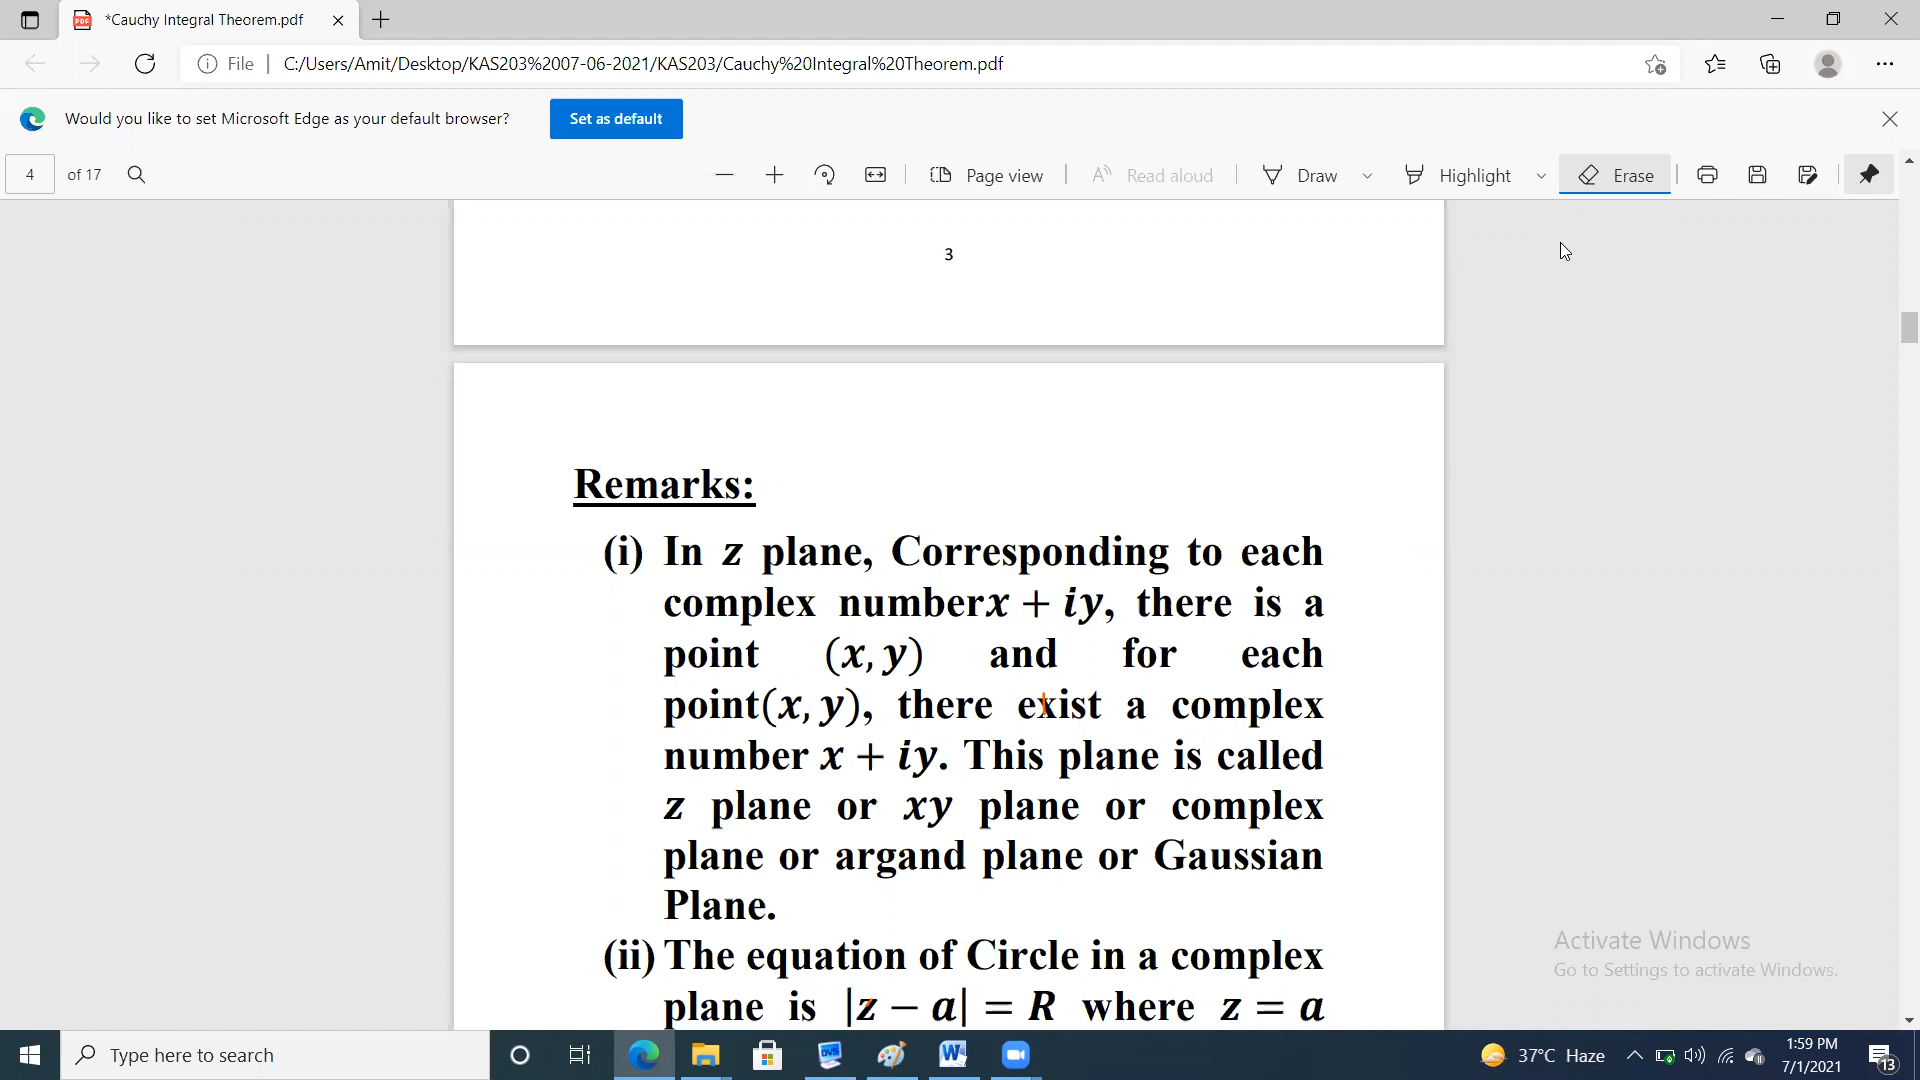 *Cauchy Integral Theorem.pdf
File | C:/Users/Amit/Desktop/KAS203%2007-06-2021/KAS203/Cauchy%20Integral%20Theorem.pdf
Would you like to set Microsoft Edge as your default browser? Set as default
4 of 17 Page view Read aloud Draw Highlight Erase
3
Remarks:
(i) In z plane, Corresponding to each
complex numberx + iy, there is a
point (x, y) and for each
point(x, y), there exist a complex
number x + iy. This plane is called
z plane or xy plane or complex
plane or argand plane or Gaussian
Plane.
(ii) The equation of Circle in a complex
plane is |z − a| = R where z = a
Activate Windows
Go to Settings to activate Windows.
Type here to search
37°C Haze
1:59 PM
7/1/2021
13